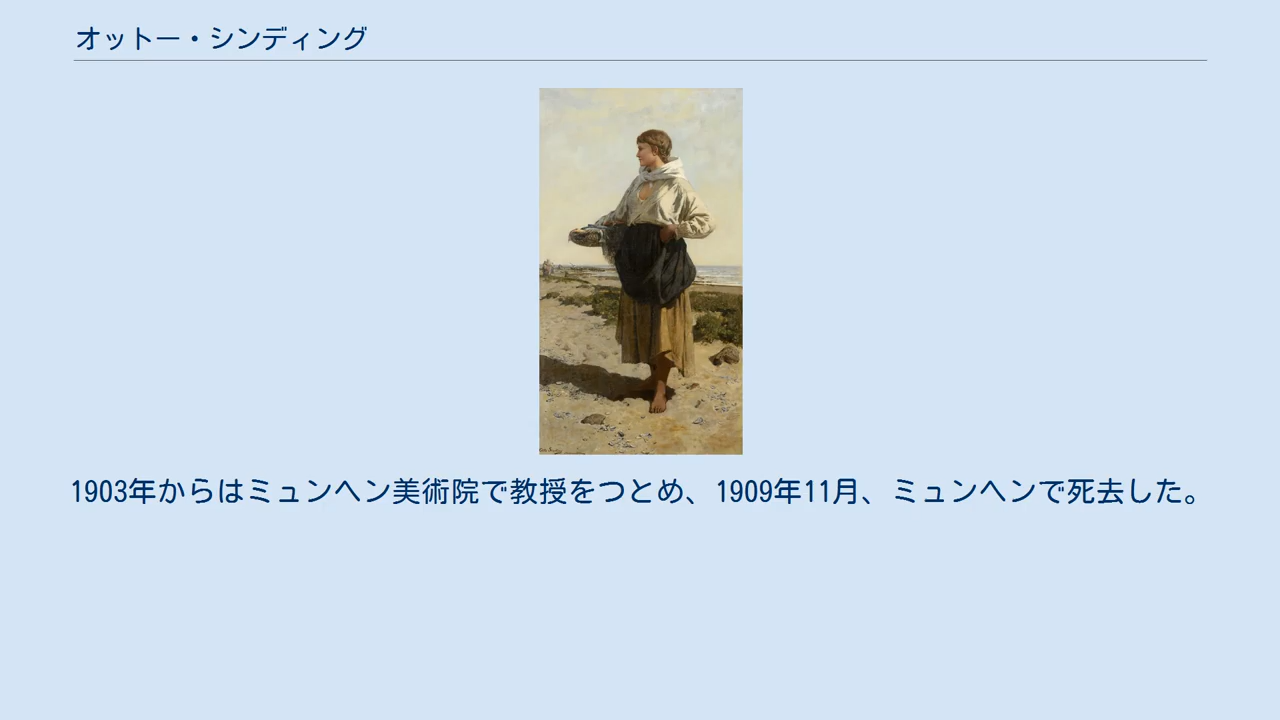 オットー・シンディング
1903年からはミュンヘン美術院で教授をつとめ、1909年11月、ミュンヘンで死去した。